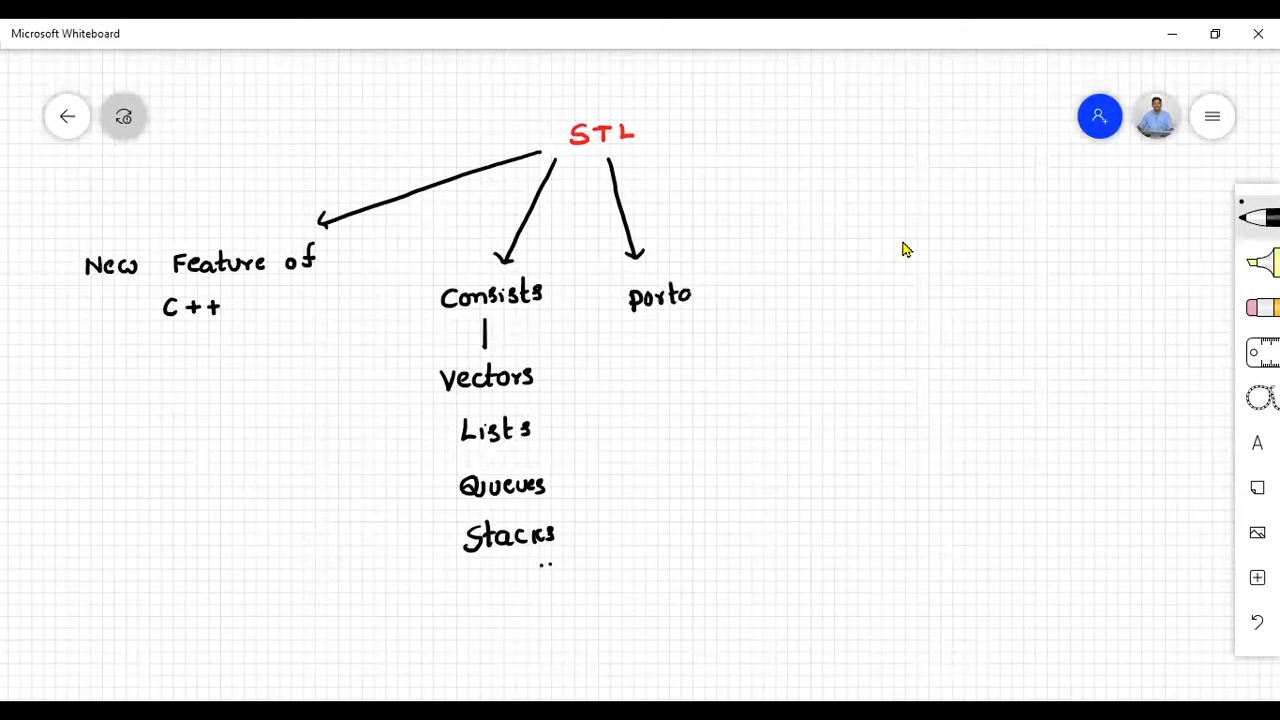 Microsoft Whiteboard
STL
New Feature of
C++
Consists
Vectors
Lists
Queues
Stacks
..
Porto
A